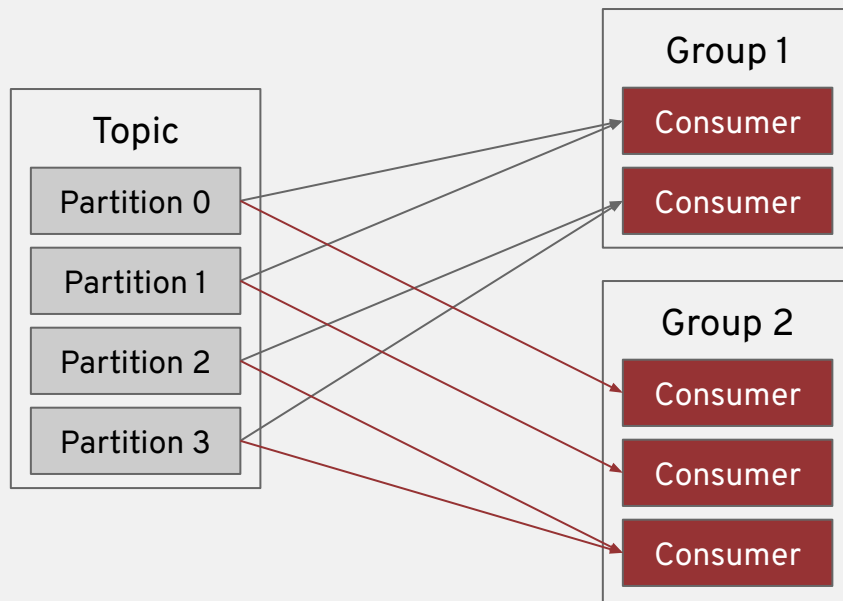 Topic
Partition 0
Partition 1
Partition 2
Partition 3
Group 1
Consumer
Consumer
Group 2
Consumer
Consumer
Consumer